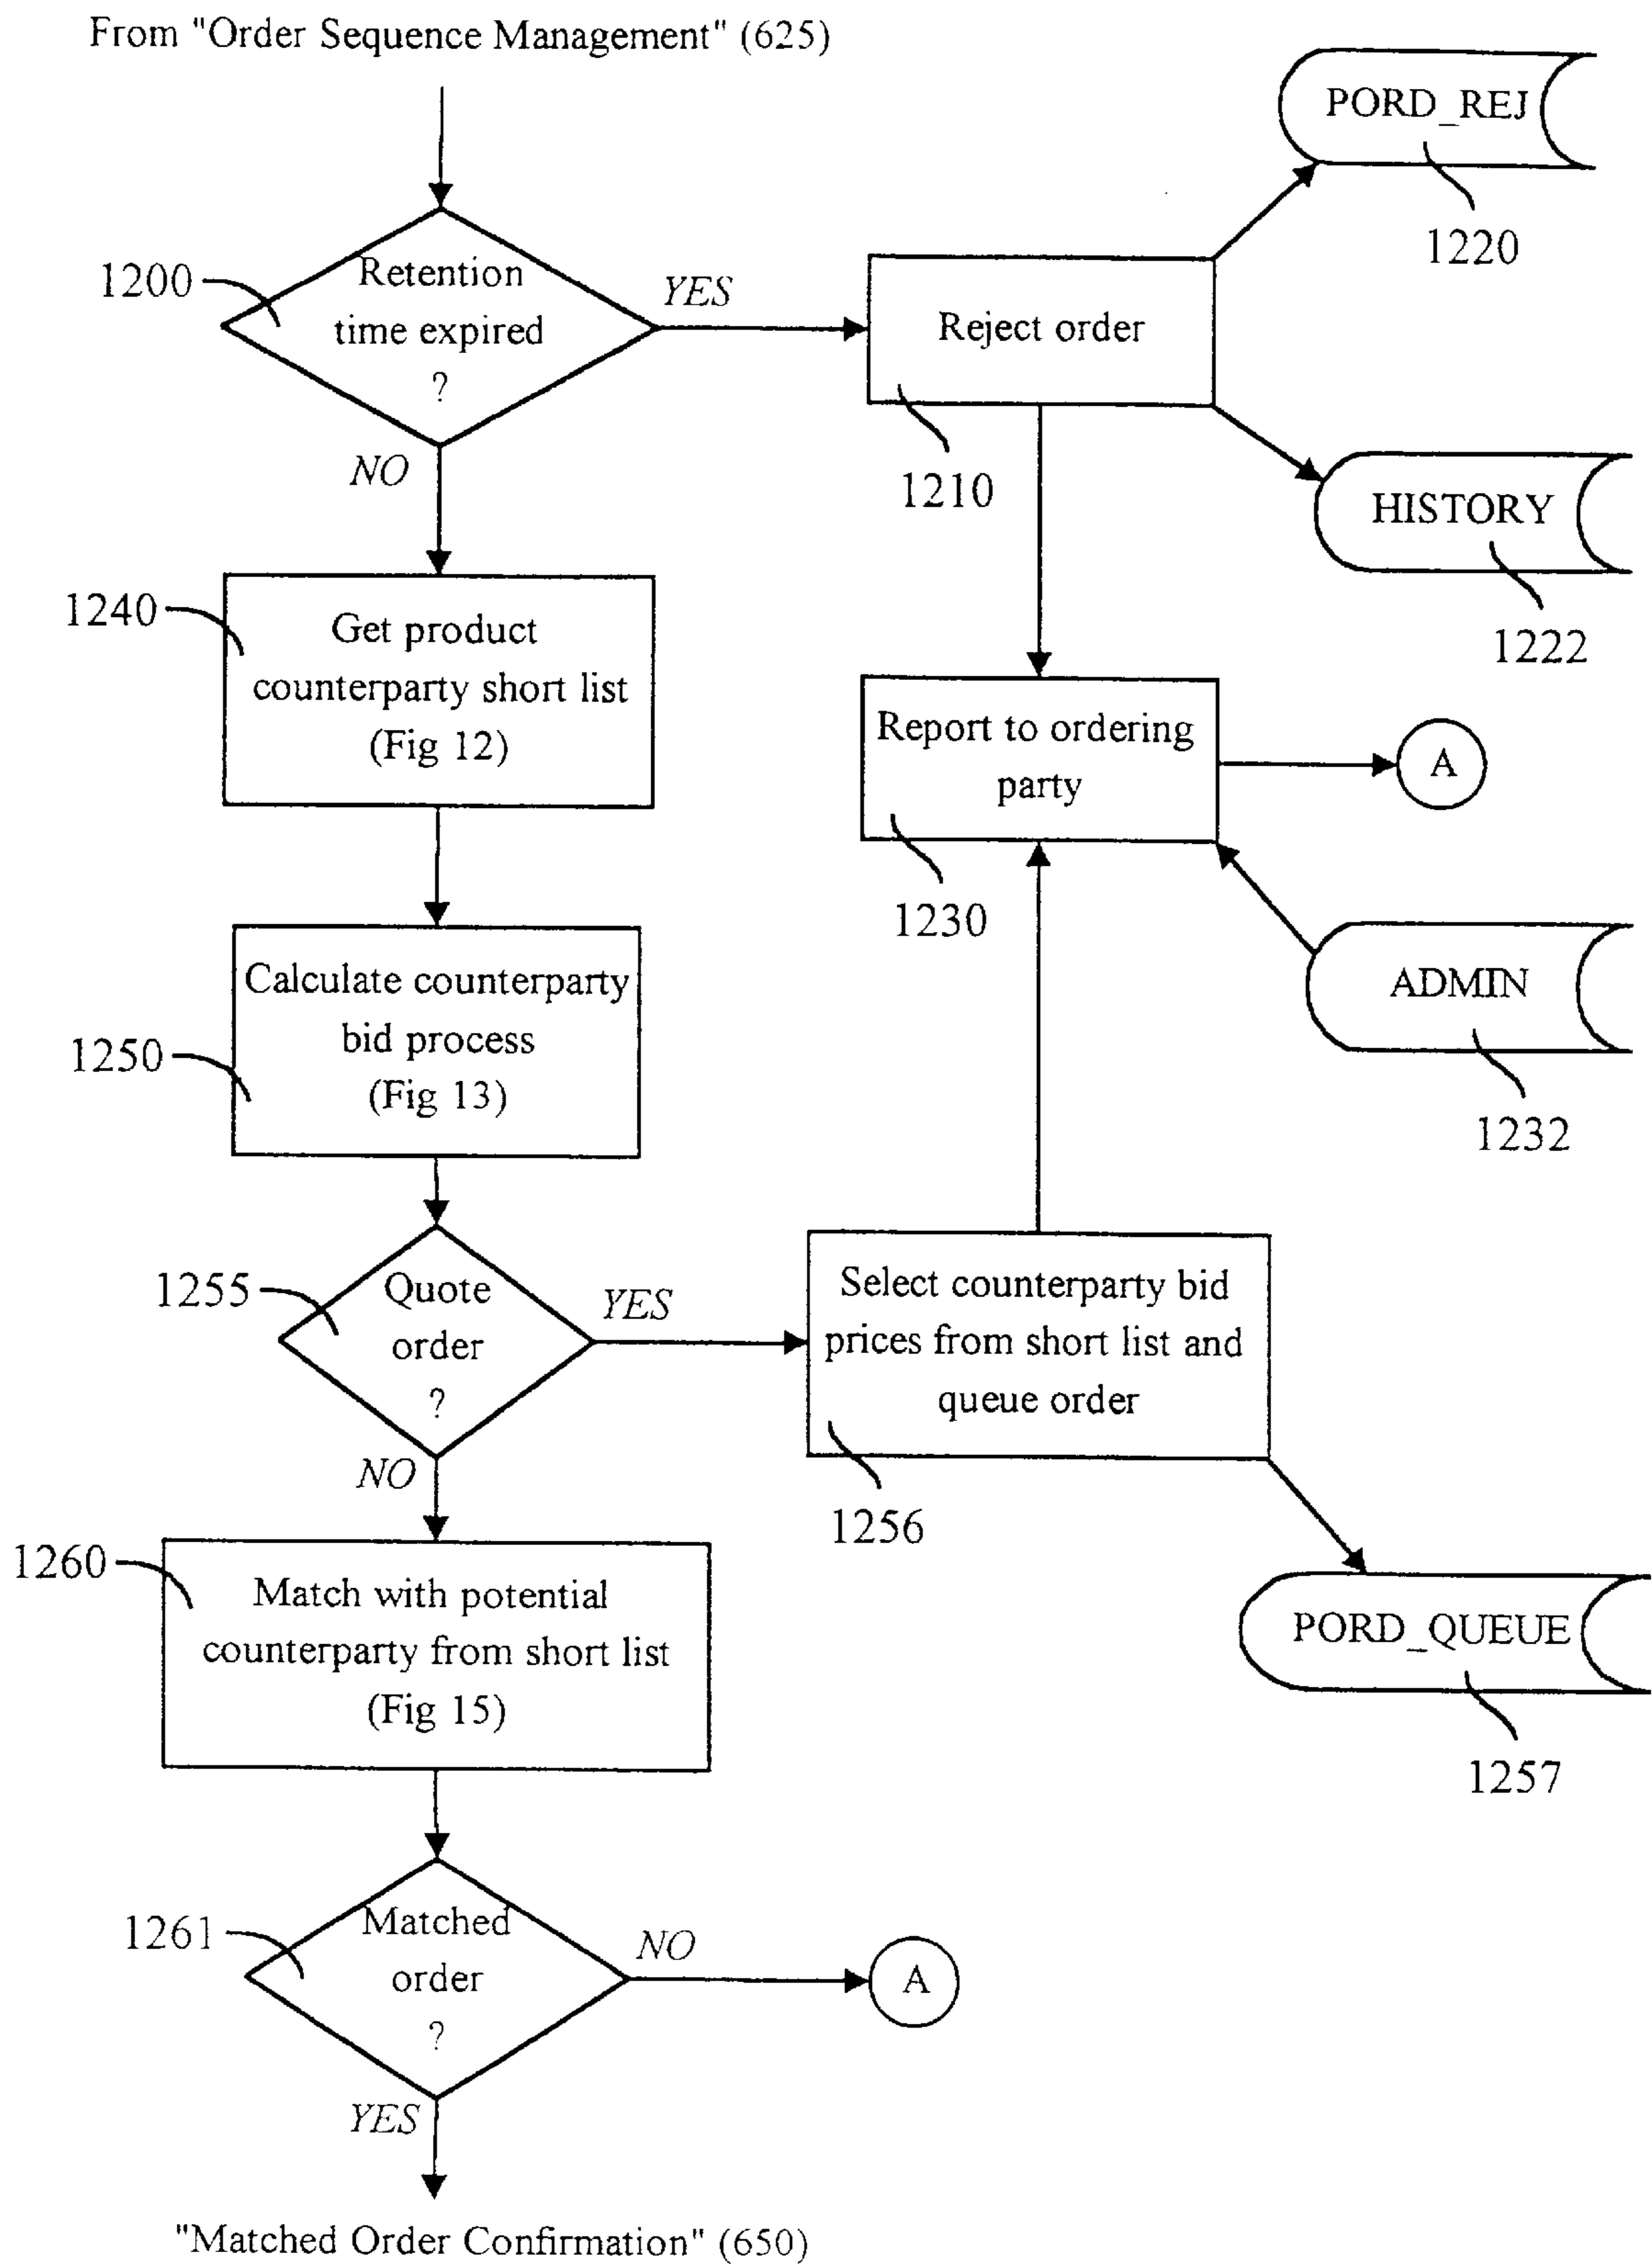 From "Order Sequence Management" (625)
PORD_REJ
1220
1200
Retention
time expired
?
YES
Reject order
1210
NO
HISTORY
1222
1240
Get product
counterparty short list
(Fig 12)
Report to ordering
party
A
1230
ADMIN
1232
Calculate counterparty
bid process
(Fig 13)
1250
1255
Quote
order
?
YES
Select counterparty bid
prices from short list and
queue order
1256
NO
PORD_QUEUE
1257
1260
Match with potential
counterparty from short list
(Fig 15)
1261
Matched
order
?
NO
A
YES
"Matched Order Confirmation" (650)